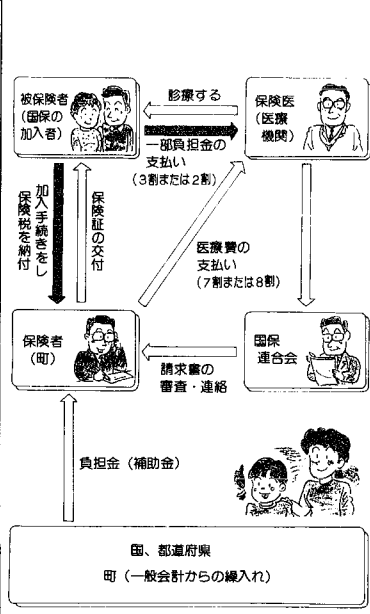 被保険者
(国保の
加入者)
診療する
保険医
(医療
機関)
一部負担金の
支払い
(3割または2割)
加入手続きをし
保険税を納付
保険証の交付
医療費の
支払い
(7割または8割)
保険者
(町)
国保
連合会
請求書の
審査・連絡
負担金(補助金)
国、都道府県
町(一般会計からの繰入れ)